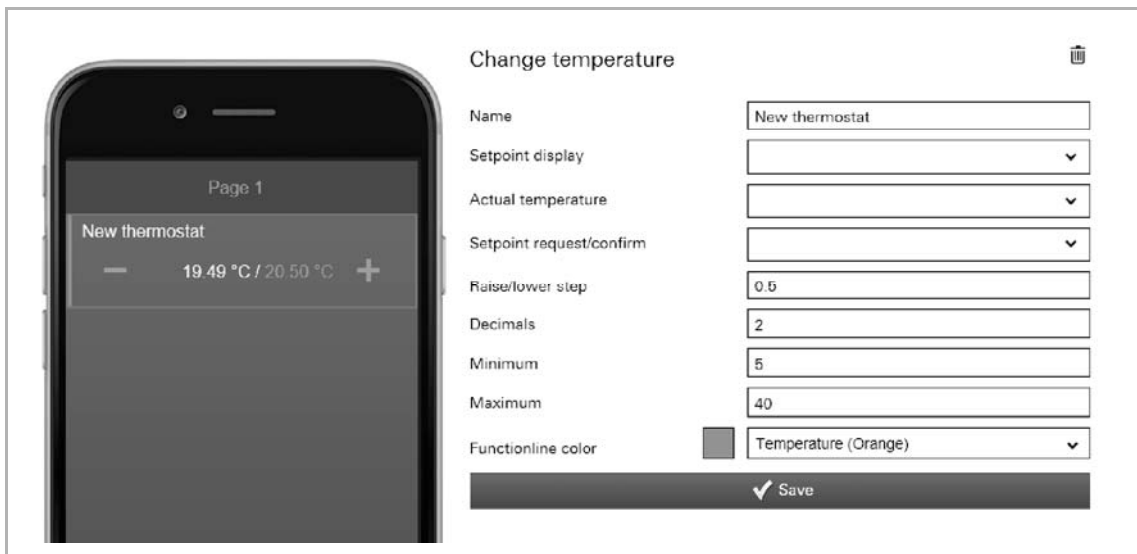 Page 1
New thermostat
19.49 °C / 20.50 °C
Change temperature
Name
New thermostat
Setpoint display
Actual temperature
Setpoint request/confirm
Raise/lower step
0.5
Decimals
2
Minimum
5
Maximum
40
Functionline color
Temperature (Orange)
Save